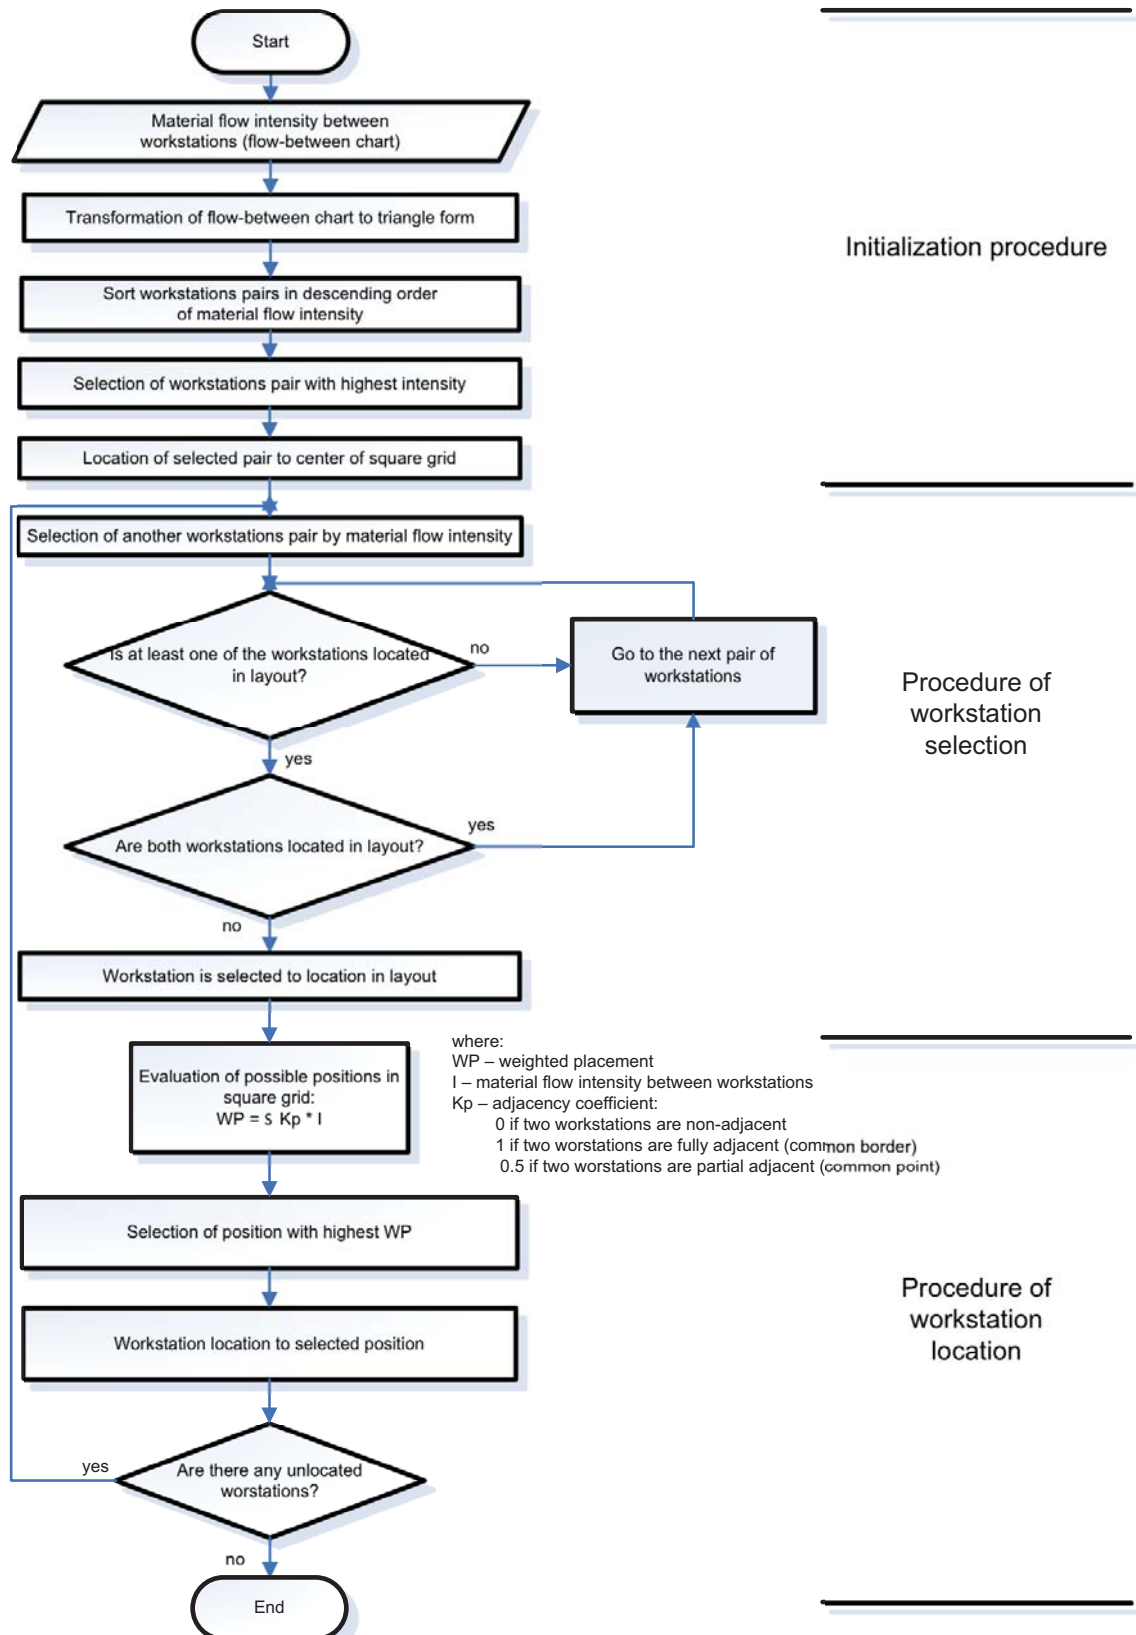 Start
Material flow intensity between
workstations (flow-between chart)
Transformation of flow-between chart to triangle form
Initialization procedure
Sort workstations pairs in descending order
of material flow intensity
Selection of workstations pair with highest intensity
Location of selected pair to center of square grid
Selection of another workstations pair by material flow intensity
Is at least one of the workstations located
in layout?
no
Go to the next pair of
workstations
Procedure of
workstation
selection
yes
Are both workstations located in layout?
yes
no
Workstation is selected to location in layout
Evaluation of possible positions in
square grid:
WP = S Kp * I
where:
WP – weighted placement
I – material flow intensity between workstations
Kp – adjacency coefficient:
0 if two workstations are non-adjacent
1 if two worstations are fully adjacent (common border)
0.5 if two worstations are partial adjacent (common point)
Selection of position with highest WP
Workstation location to selected position
Procedure of
workstation
location
Are there any unlocated
worstations?
yes
no
End